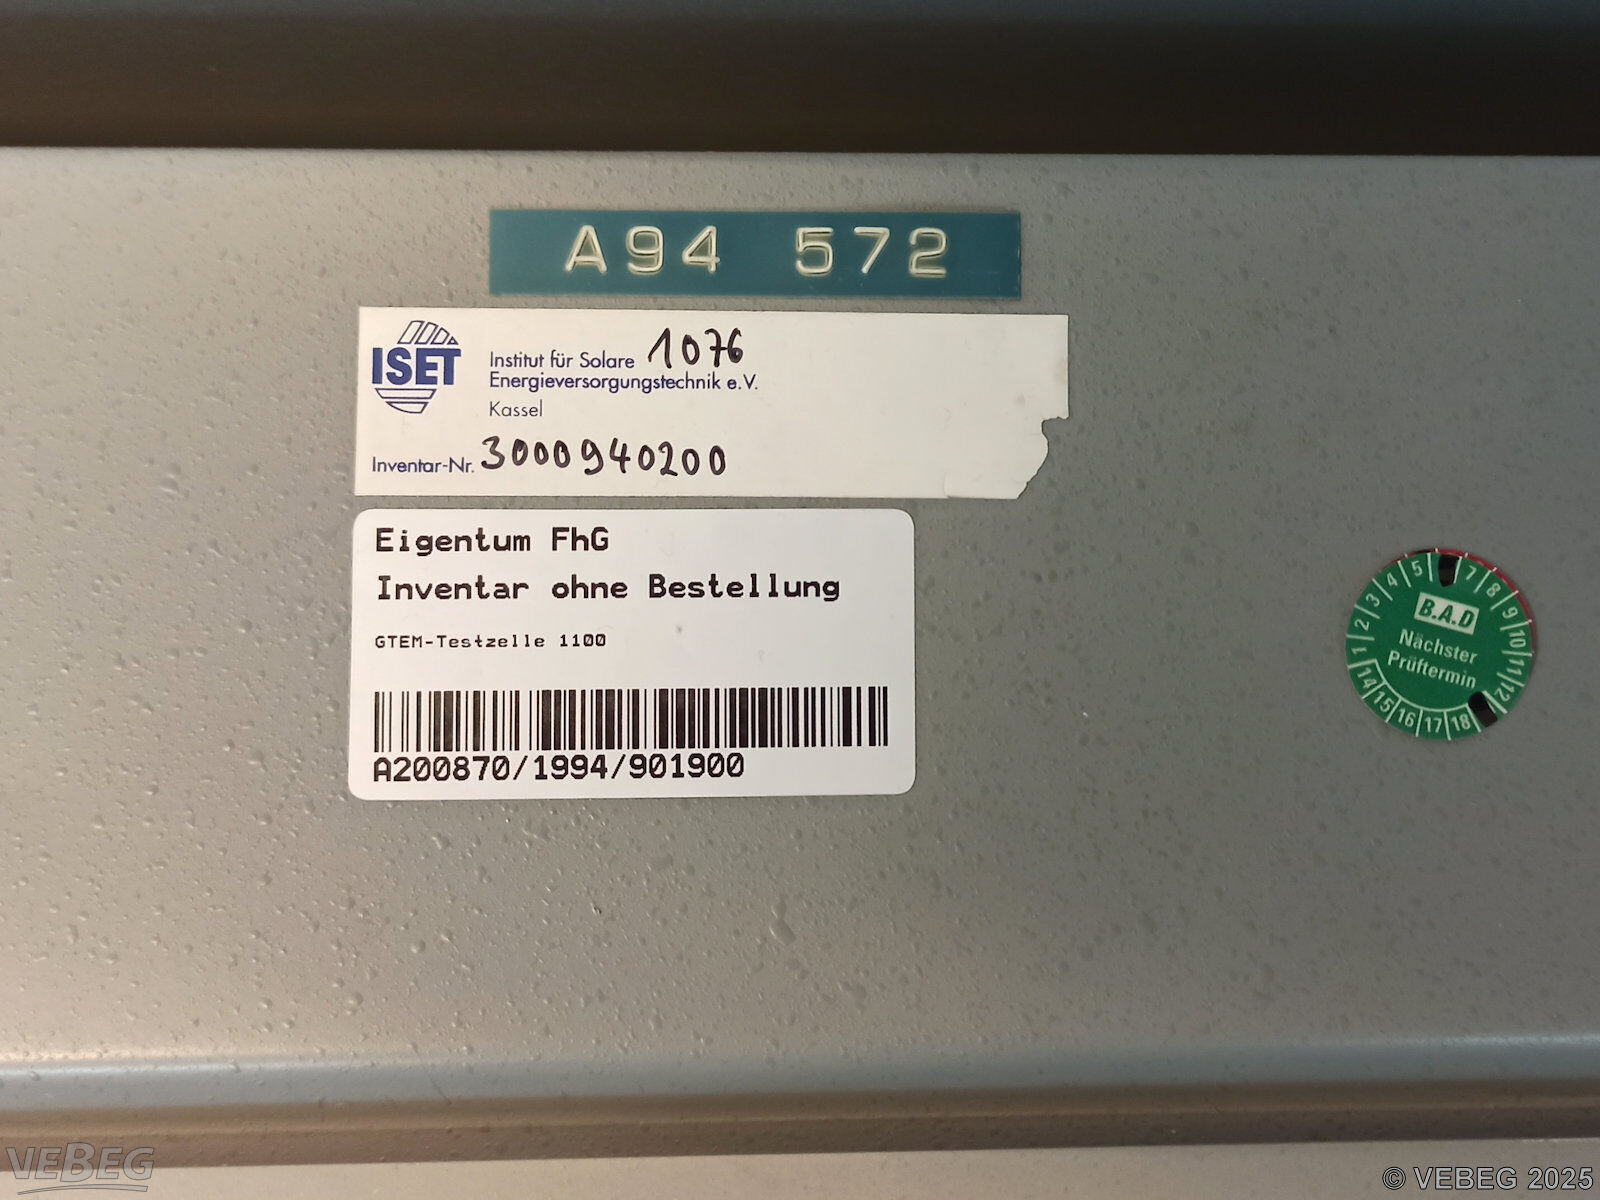 A94 572
ISET
Institut für Solare 1076
Energieversorgungstechnik e.V.
Kassel
Inventar-Nr. 3000940200
Eigentum FhG
Inventar ohne Bestellung
GTEM-Testzelle 1100
A200870/1994/901900
1 2 3 4 5 7 8 9 10 11 12
B.A.D
Nächster
Prüftermin
14 15 16 17 18
VEBEG
© VEBEG 2025